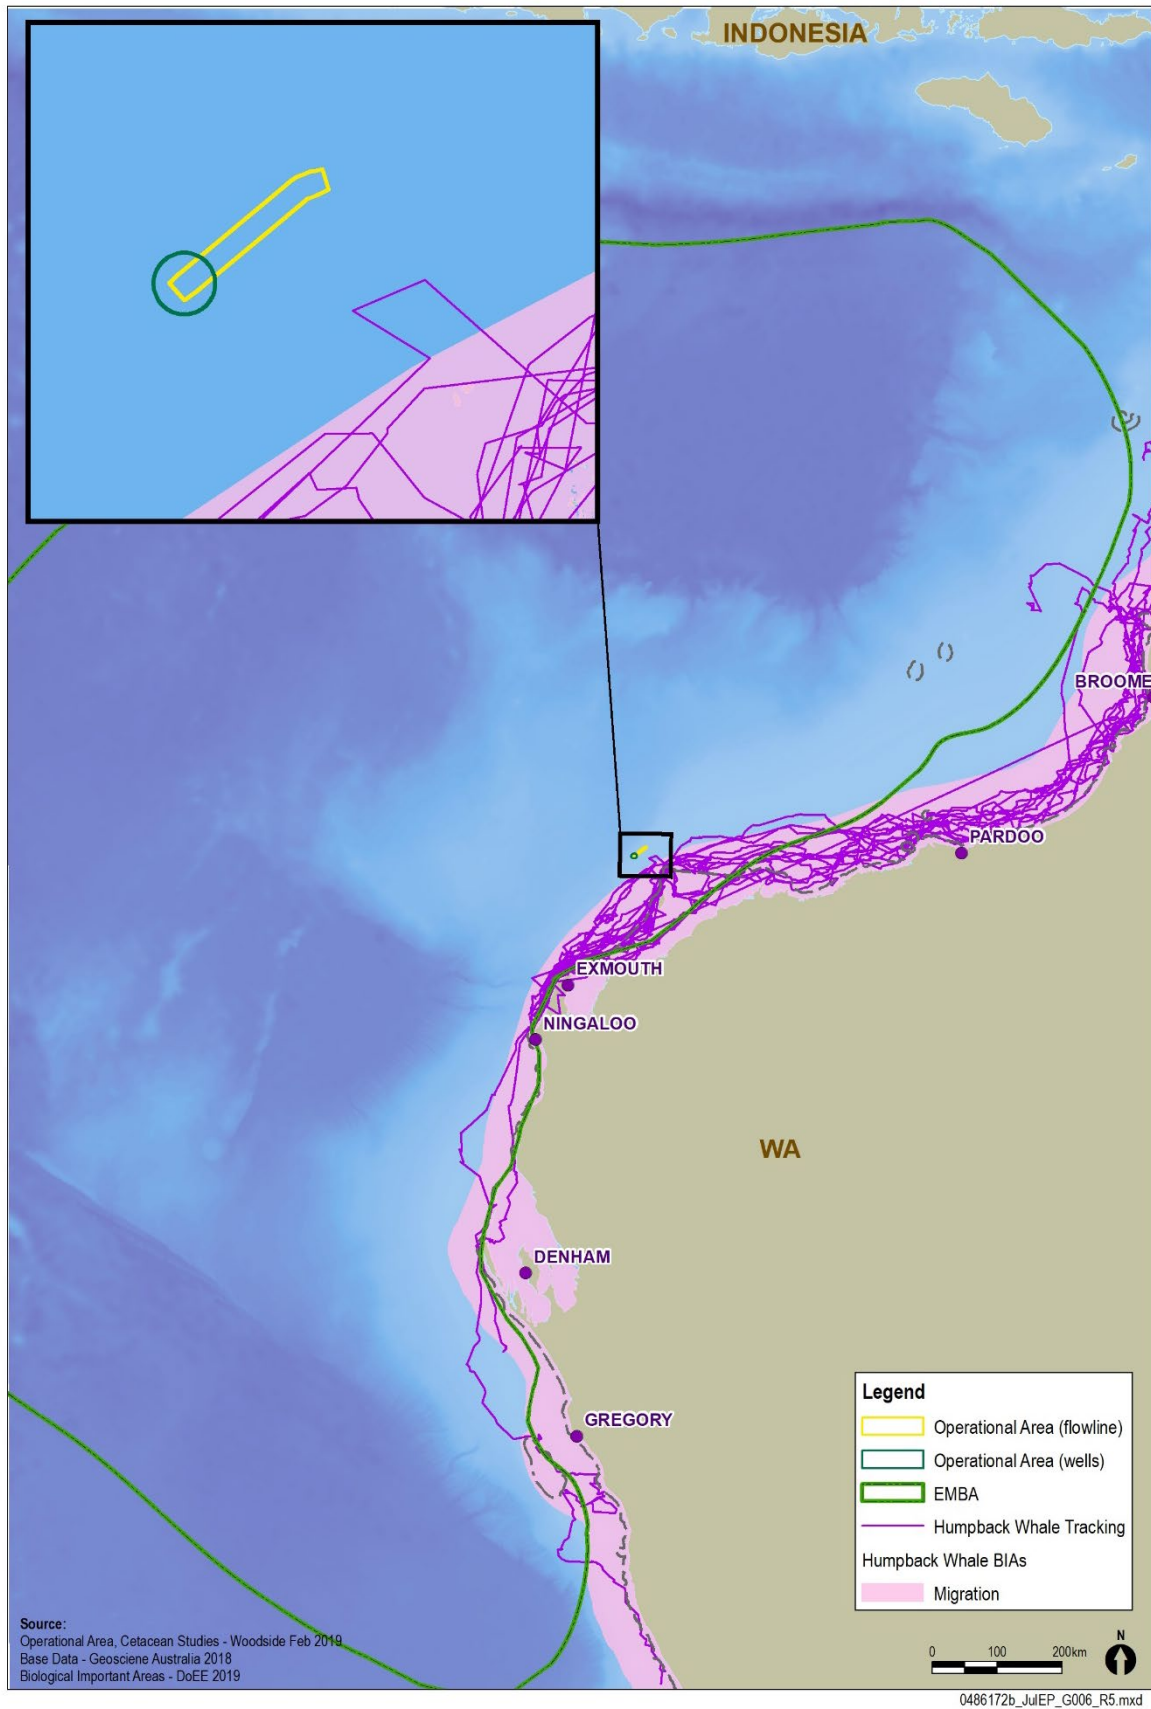 INDONESIA
BROOME
PARDOO
EXMOUTH
NINGALOO
WA
DENHAM
GREGORY
Legend
Operational Area (flowline)
Operational Area (wells)
EMBA
Humpback Whale Tracking
Humpback Whale BIAs
Migration
Source:
Operational Area, Cetacean Studies - Woodside Feb 2019
Base Data - Geosciene Australia 2018
Biological Important Areas - DoEE 2019
0 100 200km
N
0486172b_JulEP_G006_R5.mxd